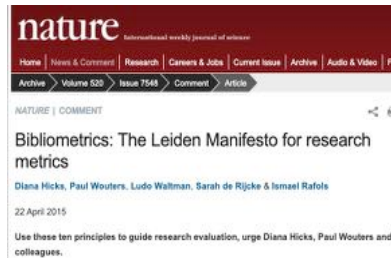 nature International weekly journal of science
Home | News & Comment | Research | Careers & Jobs | Current Issue | Archive | Audio & Video |
Archive Volume 520 Issue 7548 Comment Article
NATURE | COMMENT
Bibliometrics: The Leiden Manifesto for research
metrics
Diana Hicks, Paul Wouters, Ludo Waltman, Sarah de Rijcke & Ismael Rafols
22 April 2015
Use these ten principles to guide research evaluation, urge Diana Hicks, Paul Wouters and
colleagues.